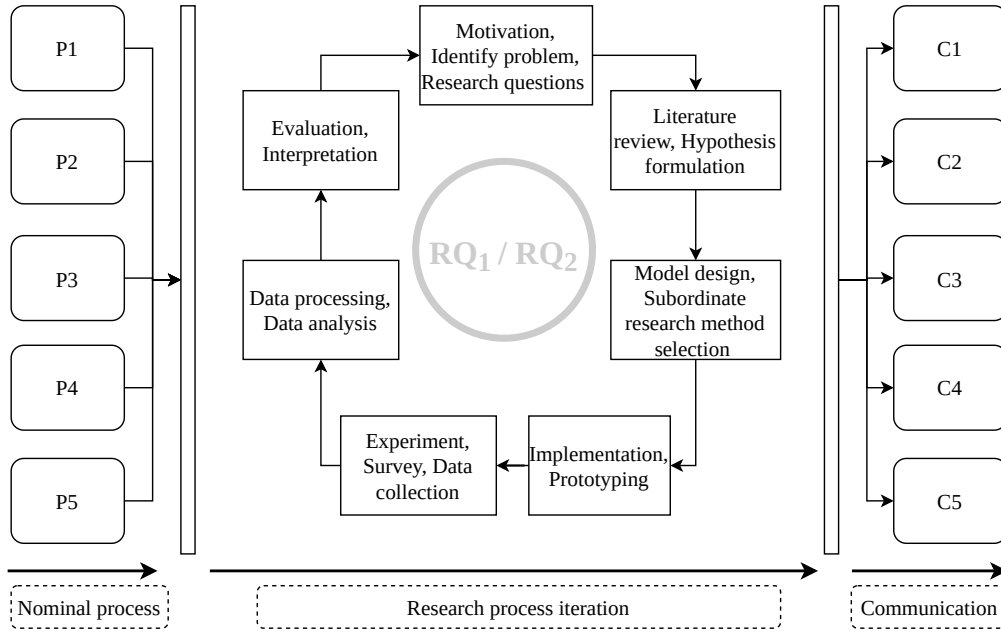 P1
P2
P3
P4
P5
Motivation,
Identify problem,
Research questions
Literature
review, Hypothesis
formulation
Model design,
Subordinate
research method
selection
Implementation,
Prototyping
Experiment,
Survey, Data
collection
Data processing,
Data analysis
Evaluation,
Interpretation
RQ1 / RQ2
C1
C2
C3
C4
C5
Nominal process
Research process iteration
Communication